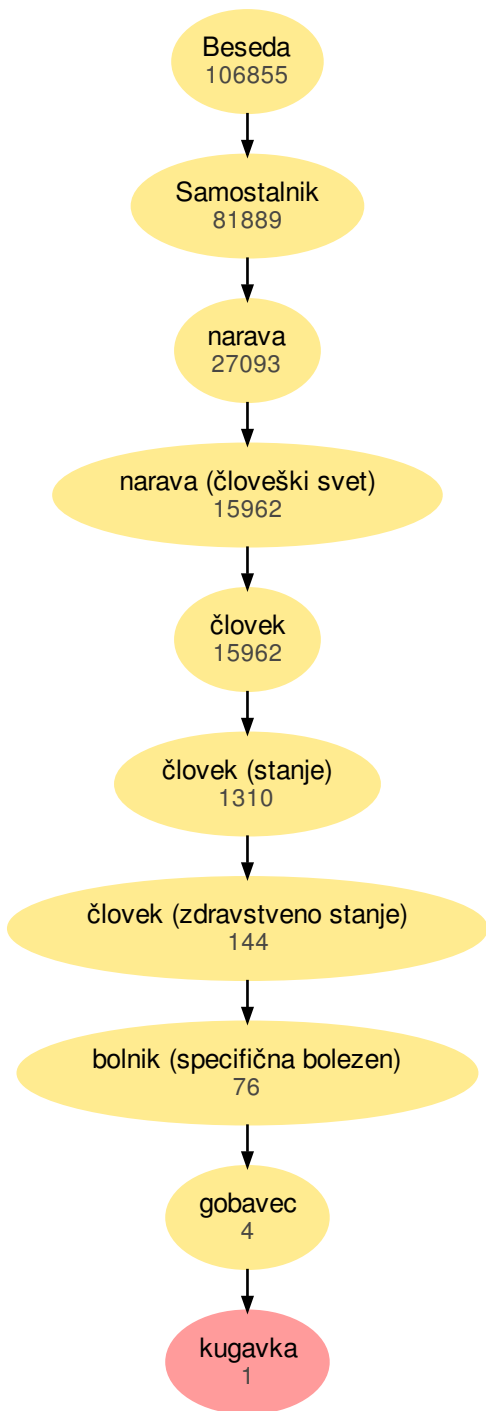 Beseda
106855
Samostalnik
81889
narava
27093
narava (človeški svet)
15962
človek
15962
človek (stanje)
1310
človek (zdravstveno stanje)
144
bolnik (specifična bolezen)
76
gobavec
4
kugavka
1